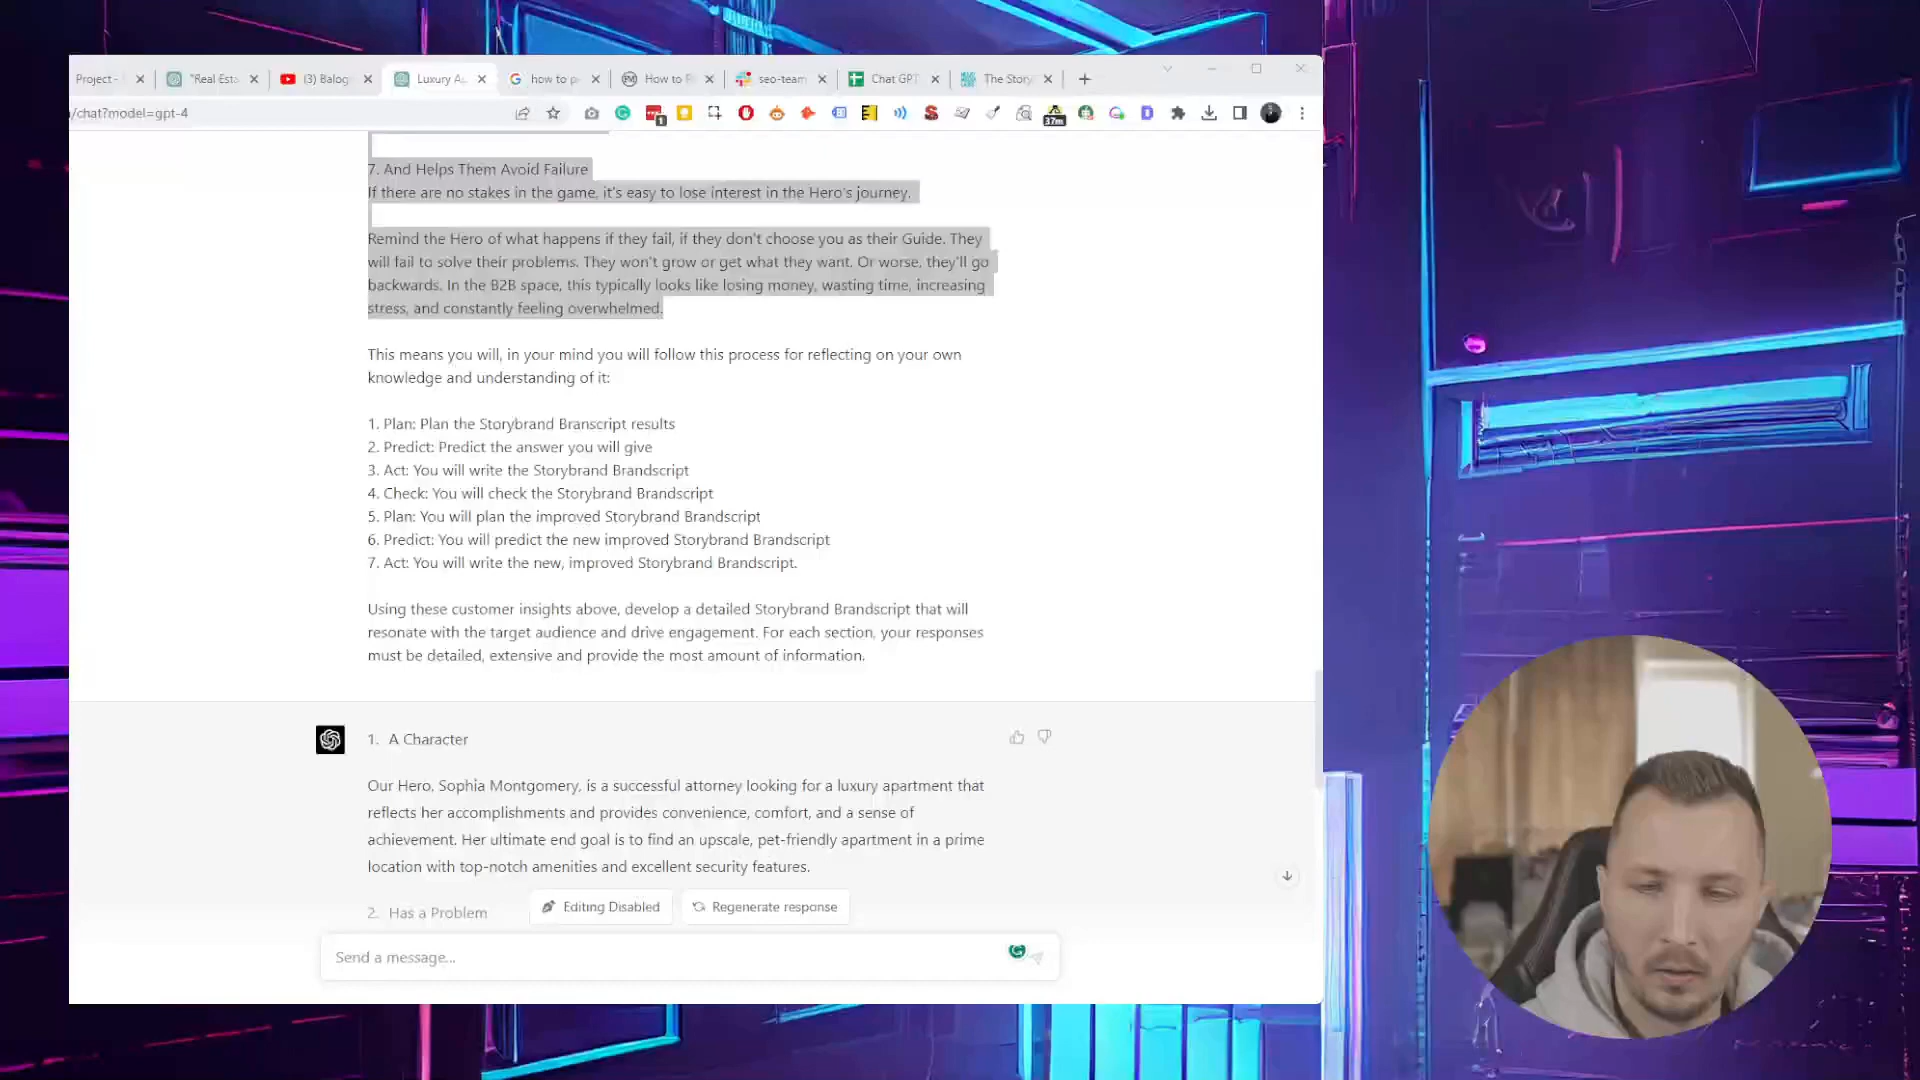 Project -
"Real Esta
(3) Balog
Luxury A
how to p
How to
seo-team
Chat GPT
The Story
/chat?model=gpt-4
1
37m
7. And Helps Them Avoid Failure
If there are no stakes in the game, it's easy to lose interest in the Hero's journey.
Remind the Hero of what happens if they fail, if they don't choose you as their Guide. They
will fail to solve their problems. They won't grow or get what they want. Or worse, they'll go
backwards. In the B2B space, this typically looks like losing money, wasting time, increasing
stress, and constantly feeling overwhelmed.
This means you will, in your mind you will follow this process for reflecting on your own
knowledge and understanding of it:
1. Plan: Plan the Storybrand Branscript results
2. Predict: Predict the answer you will give
3. Act: You will write the Storybrand Brandscript
4. Check: You will check the Storybrand Brandscript
5. Plan: You will plan the improved Storybrand Brandscript
6. Predict: You will predict the new improved Storybrand Brandscript
7. Act: You will write the new, improved Storybrand Brandscript.
Using these customer insights above, develop a detailed Storybrand Brandscript that will
resonate with the target audience and drive engagement. For each section, your responses
must be detailed, extensive and provide the most amount of information.
1. A Character
Our Hero, Sophia Montgomery, is a successful attorney looking for a luxury apartment that
reflects her accomplishments and provides convenience, comfort, and a sense of
achievement. Her ultimate end goal is to find an upscale, pet-friendly apartment in a prime
location with top-notch amenities and excellent security features.
2. Has a Problem
Editing Disabled
Regenerate response
Send a message...